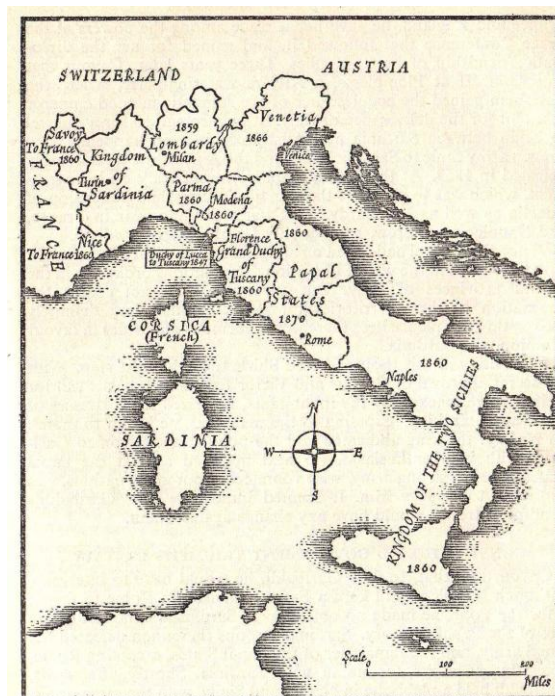 SWITZERLAND
AUSTRIA
Savoy
To France
1860
Kingdom
of
Sardinia
Turin
1859
Lombardy
Milan
Venetia
1866
Venice
FRANCE
Parma
1860
Modena
1860
Nice
To France 1860
Duchy of Lucca
to Tuscany 1847
Florence
Grand Duchy
of
Tuscany
1860
1860
Papal
States
1870
Rome
CORSICA
(French)
SARDINIA
1860
Naples
KINGDOM OF THE TWO SICILIES
1860
N
W
E
S
Scale
0
100
200
Miles